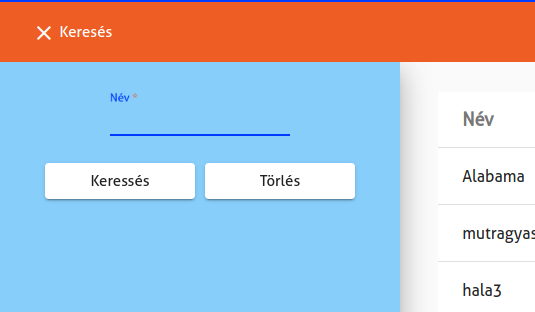 Keresés
Név *
Keressés
Törlés
Név
Alabama
mutragyas
hala3